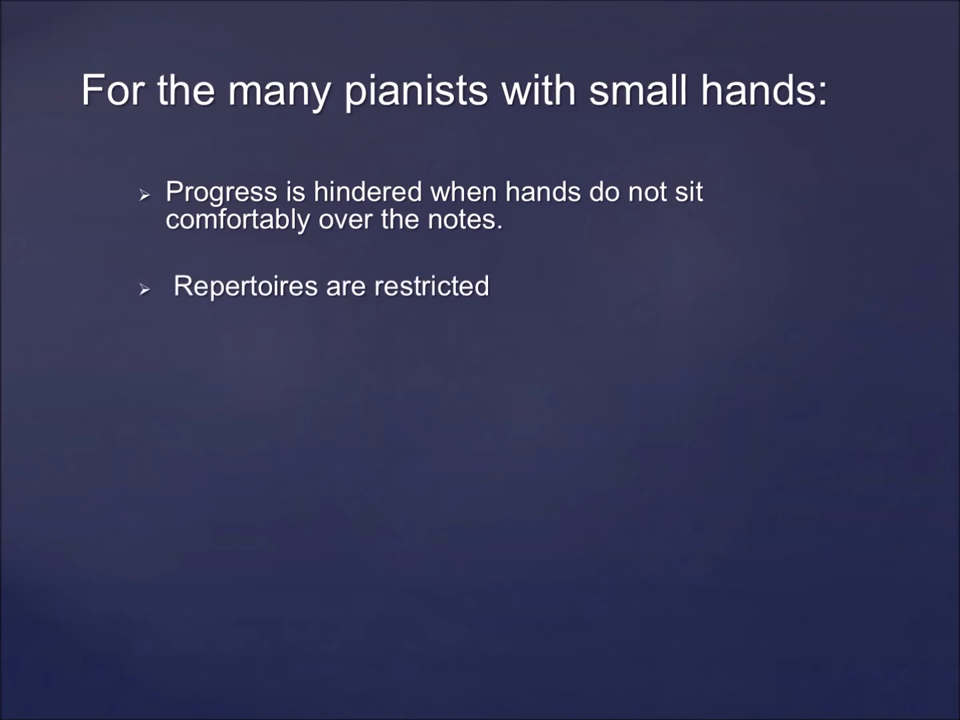 For the many pianists with small hands:
➢ Progress is hindered when hands do not sit
comfortably over the notes.
➢ Repertoires are restricted